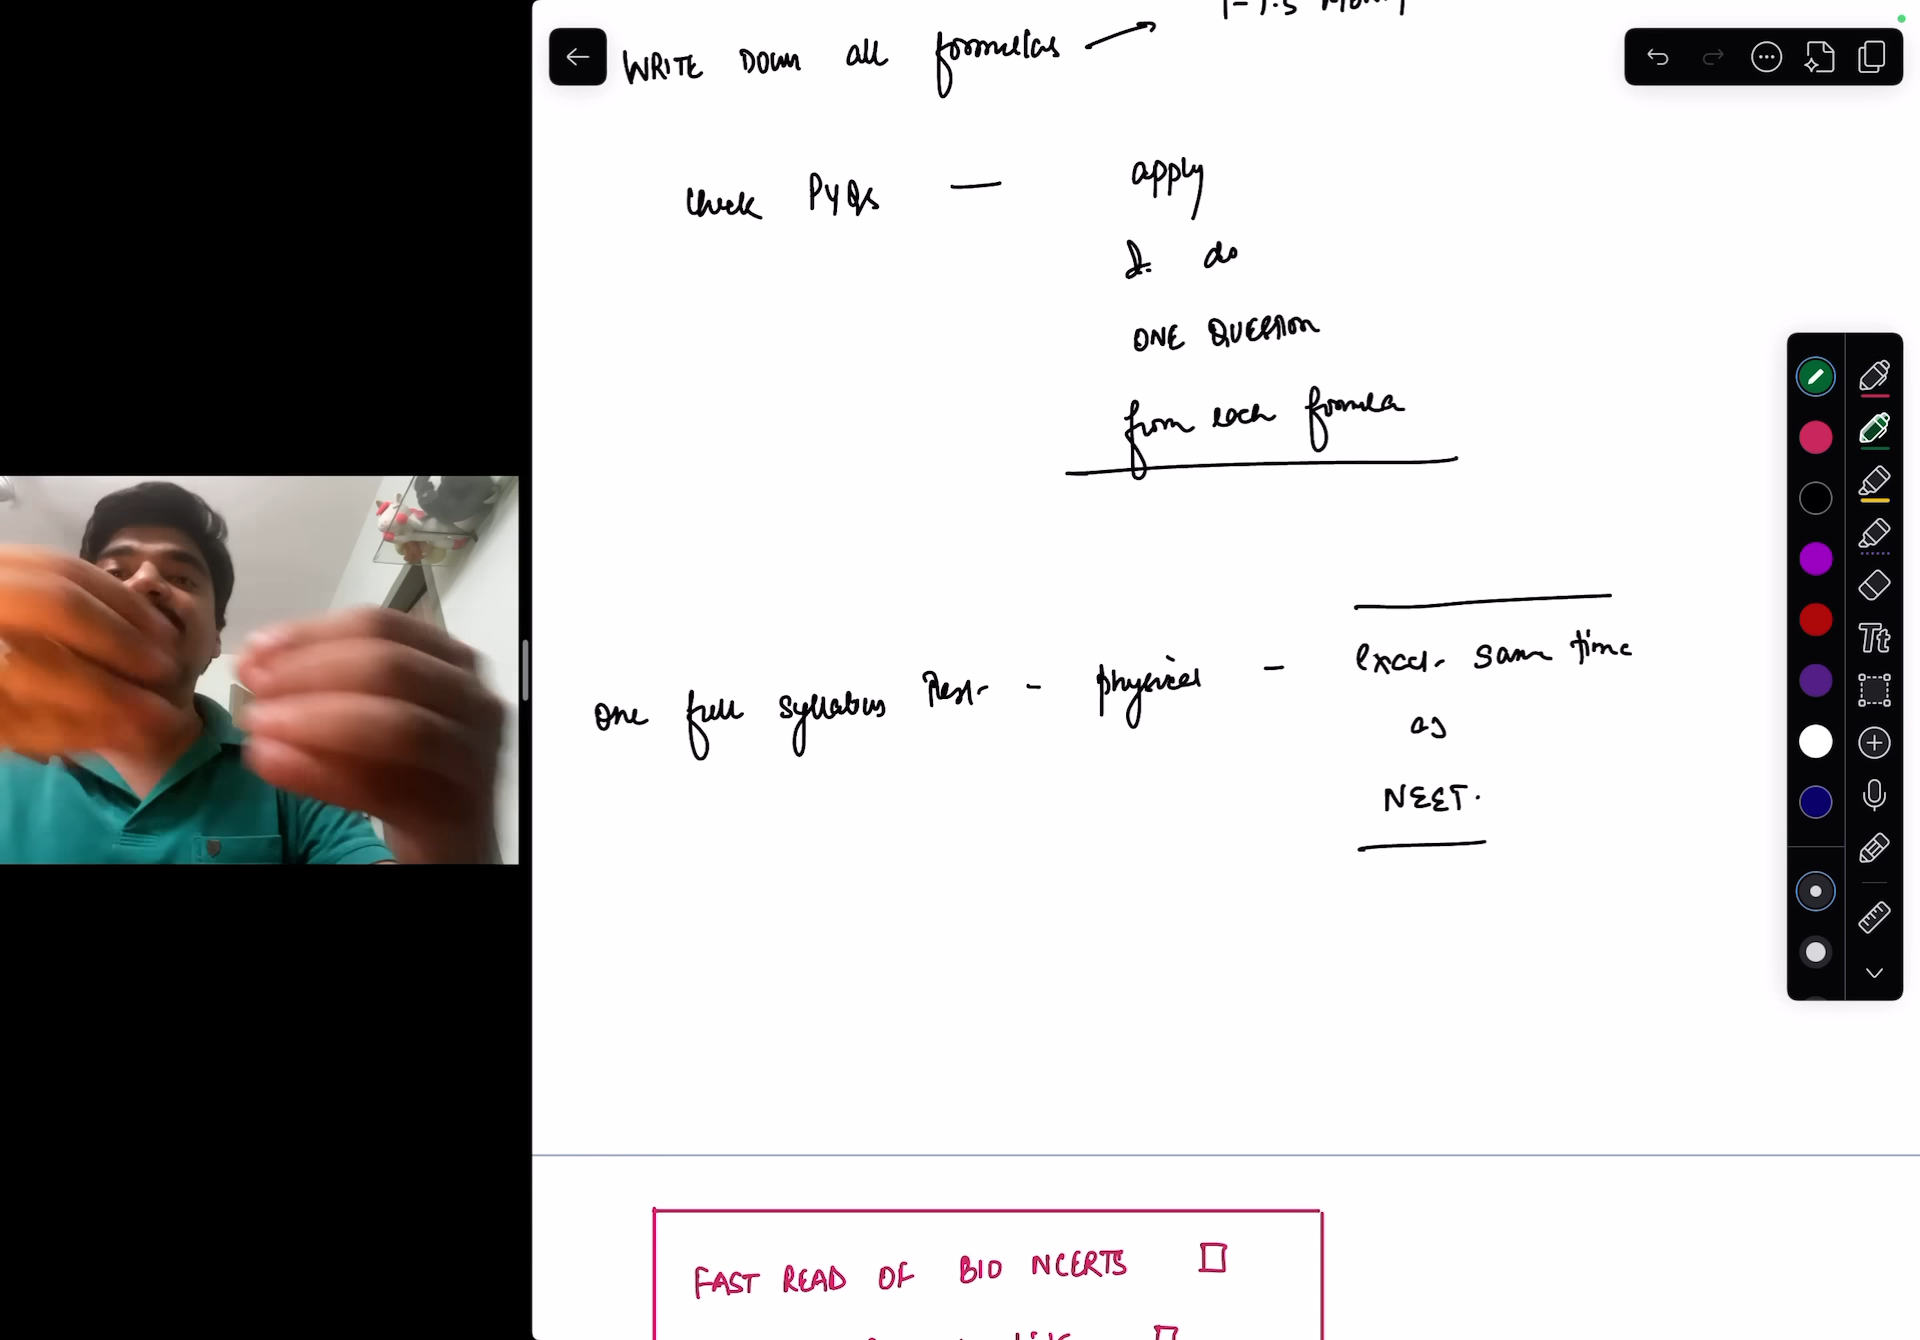 WRITE DOWN all formulas
check PYQs — apply
& do
ONE QUESTION
from each formula
one full syllabus Test - physical - exact same time
as
NEET.
FAST READ OF BIO NCERTS
Tt